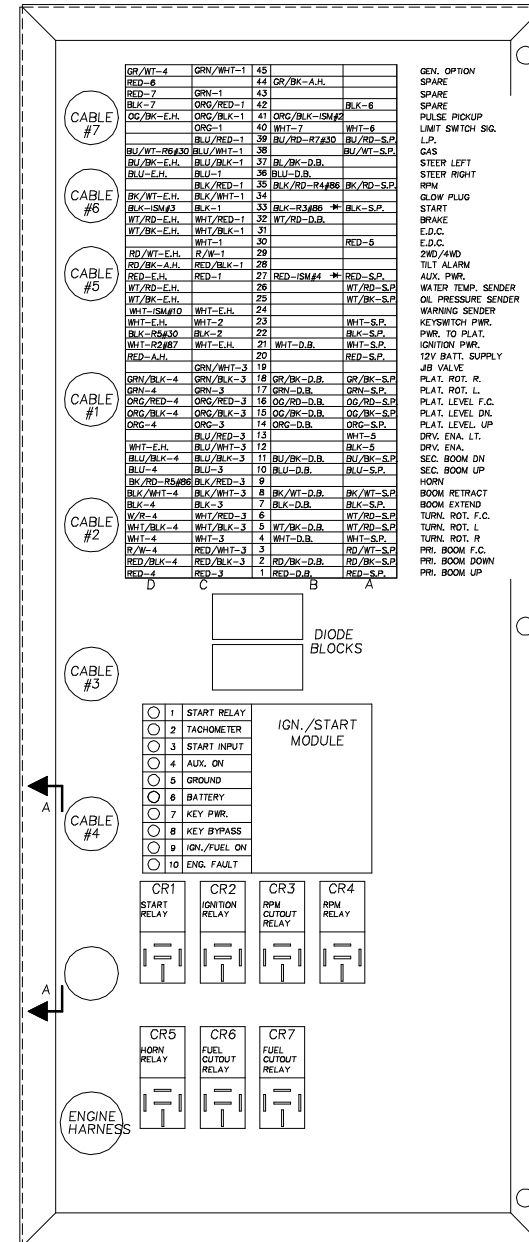 GR/WT-4 GRN/WHT-1 45 GEN. OPTION
RED-6 44 GR/BK-A.H. SPARE
RED-7 GRN-1 43 SPARE
BLK-7 ORG/RED-1 42 BLK-6 SPARE
OG/BK-E.H. ORG/BLK-1 41 ORG/BLK-ISM#2 PULSE PICKUP
ORG-1 40 WHT-7 WHT-6 LIMIT SWTCH SIG.
BLU/RED-1 39 BU/RD-R7#30 BU/RD-S.P. L.P.
BU/WT-R6#30 BLU/WHT-1 38 BU/WT-S.P. GAS
BU/BK-E.H. BLU/BLK-1 37 BL/BK-D.B. STEER LEFT
BLU-E.H. BLU-1 36 BLU-D.B. STEER RIGHT
BLK/RED-1 35 BLK/RD-R4#86 BK/RD-S.P. RPM
BK/WT-E.H. BLK/WHT-1 34 GLOW PLUG
BLK-ISM#3 BLK-1 33 BLK-R3#86 BLK-S.P. START
WT/RD-E.H. WHT/RED-1 32 WT/RD-D.B. BRAKE
WT/BK-E.H. WHT/BLK-1 31 E.D.C.
WHT-1 30 RED-5 E.D.C.
RD/WT-E.H. R/W-1 29 2WD/4WD
RD/BK-A.H. RED/BLK-1 28 TILT ALARM
RED-E.H. RED-1 27 RED-ISM#4 RED-S.P. AUX. PWR.
WT/RD-E.H. 26 WT/RD-S.P. WATER TEMP. SENDER
WT/BK-E.H. 25 WT/BK-S.P. OIL PRESSURE SENDER
WHT-ISM#10 WHT-E.H. 24 WARNING SENDER
WHT-E.H. WHT-2 23 WHT-S.P. KEYSWITCH PWR.
BLK-R5#30 BLK-2 22 BLK-S.P. PWR. TO PLAT.
WHT-R2#87 WHT-E.H. 21 WHT-D.B. WHT-S.P. IGNITION PWR.
RED-A.H. 20 RED-S.P. 12V BATT. SUPPLY
GRN/WHT-3 19 JIB VALVE
GRN/BLK-4 GRN/BLK-3 18 GR/BK-D.B. GR/BK-S.P PLAT. ROT. R.
GRN-4 GRN-3 17 GRN-D.B. GRN-S.P. PLAT. ROT. L.
ORG/RED-4 ORG/RED-3 16 OG/RD-D.B. OG/RD-S.P PLAT. LEVEL F.C.
ORG/BLK-4 ORG/BLK-3 15 OG/BK-D.B. OG/BK-S.P PLAT. LEVEL DN.
ORG-4 ORG-3 14 ORG-D.B. ORG-S.P. PLAT. LEVEL. UP
BLU/RED-3 13 WHT-5 DRV. ENA. LT.
WHT-E.H. BLU/WHT-3 12 BLK-5 DRV. ENA.
BLU/BLK-4 BLU/BLK-3 11 BU/BK-D.B. BU/BK-S.P SEC. BOOM DN
BLU-4 BLU-3 10 BLU-D.B. BLU-S.P. SEC. BOOM UP
BK/RD-R5#86 BLK/RED-3 9 HORN
BLK/WHT-4 BLK/WHT-3 8 BK/WT-D.B. BK/WT-S.P BOOM RETRACT
BLK-4 BLK-3 7 BLK-D.B. BLK-S.P. BOOM EXTEND
W/R-4 WHT/RED-3 6 WT/RD-S.P TURN. ROT. F.C.
WHT/BLK-4 WHT/BLK-3 5 WT/BK-D.B. WT/BK-S.P TURN. ROT. L
WHT-4 WHT-3 4 WHT-D.B. WHT-S.P. TURN. ROT. R
R/W-4 RED/WHT-3 3 RD/WT-S.P PRI. BOOM F.C.
RED/BLK-4 RED/BLK-3 2 RD/BK-D.B. RD/BK-S.P PRI. BOOM DOWN
RED-4 RED-3 1 RED-D.B. RED-S.P. PRI. BOOM UP
D C B A
CABLE
#7
CABLE
#6
CABLE
#5
CABLE
#1
CABLE
#2
DIODE
BLOCKS
CABLE
#3
1 START RELAY
2 TACHOMETER
3 START INPUT
4 AUX. ON
5 GROUND
6 BATTERY
7 KEY PWR.
8 KEY BYPASS
9 IGN./FUEL ON
10 ENG. FAULT
IGN./START
MODULE
A
CABLE
#4
CR1
START
RELAY
CR2
IGNITION
RELAY
CR3
RPM
CUTOUT
RELAY
CR4
RPM
RELAY
A
CR5
HORN
RELAY
CR6
FUEL
CUTOUT
RELAY
CR7
FUEL
CUTOUT
RELAY
ENGINE
HARNESS